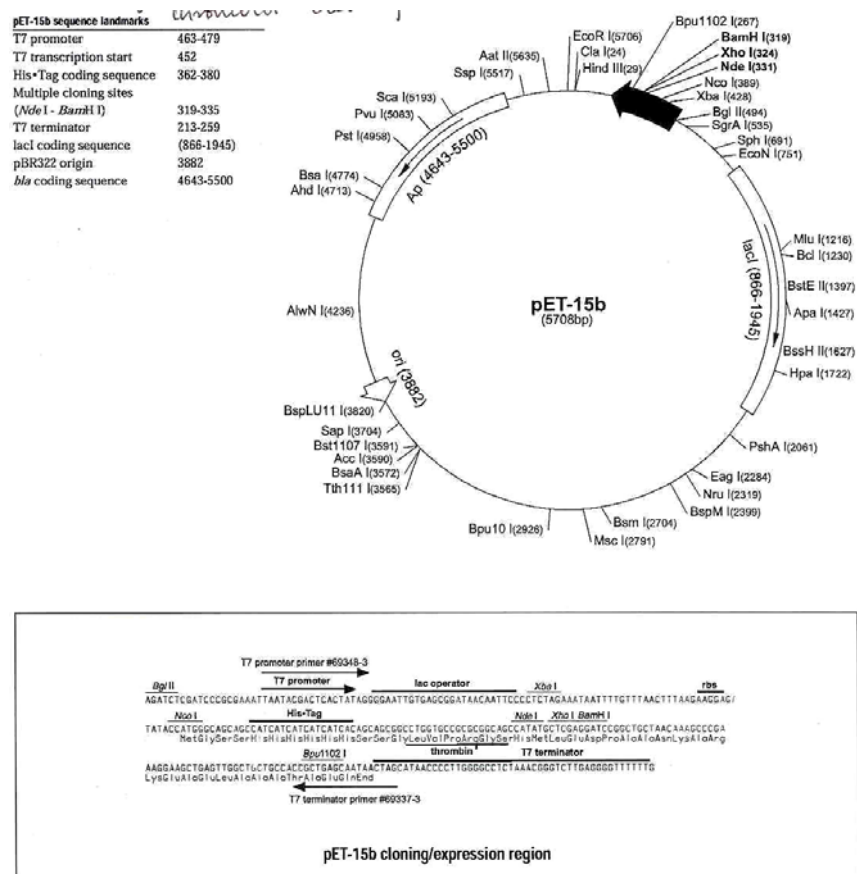 pET-15b sequence landmarks
T7 promoter 463-479
T7 transcription start 452
His•Tag coding sequence 362-380
Multiple cloning sites
(Nde I - BamH I) 319-335
T7 terminator 213-259
lacI coding sequence (866-1945)
pBR322 origin 3882
bla coding sequence 4643-5500
EcoR I(5706)
Cla I(24)
Hind III(29)
Bpu1102 I(267)
BamH I(319)
Xho I(324)
Nde I(331)
Nco I(389)
Xba I(428)
Bgl II(494)
SgrA I(535)
Sph I(691)
EcoN I(751)
Mlu I(1216)
Bcl I(1230)
BstE II(1397)
Apa I(1427)
BssH II(1627)
Hpa I(1722)
PshA I(2061)
Eag I(2284)
Nru I(2319)
BspM I(2399)
Bsm I(2704)
Msc I(2791)
Bpu10 I(2926)
Tth111 I(3565)
BsaA I(3572)
Acc I(3590)
Bst1107 I(3591)
Sap I(3704)
BspLU11 I(3820)
AlwN I(4236)
Ahd I(4713)
Bsa I(4774)
Pst I(4958)
Pvu I(5083)
Sca I(5193)
Ssp I(5517)
Aat II(5635)
Ap (4643-5500)
lacI (866-1945)
ori (3882)
pET-15b
(5708bp)
T7 promoter primer #69348-3
Bgl II T7 promoter lac operator Xba I rbs
AGATCTCGATCCCGCGAAATTAATACGACTCACTATAGGGGAATTGTGAGCGGATAACAATTCCCCTCTAGAAATAATTTTGTTTAACTTTAAGAAGGAG
Nco I His•Tag Nde I Xho I BamH I
TATACCATGGGCAGCAGCCATCATCATCATCATCACAGCAGCGGCCTGGTGCCGCGCGGCAGCCATATGCTCGAGGATCCGGCTGCTAACAAAGCCCGA
MetGlySerSerHisHisHisHisHisHisSerSerGlyLeuValProArgGlySerHisMetLeuGluAspProAlaAlaAsnLysAlaArg
Bpu1102 I thrombin T7 terminator
AAGGAAGCTGAGTTGGCTGCTGCCACCGCTGAGCAATAACTAGCATAACCCCTTGGGGCCTCTAAACGGGTCTTGAGGGGTTTTTTG
LysGluAlaGluLeuAlaAlaAlaThrAlaGluGlnEnd
T7 terminator primer #69337-3
pET-15b cloning/expression region